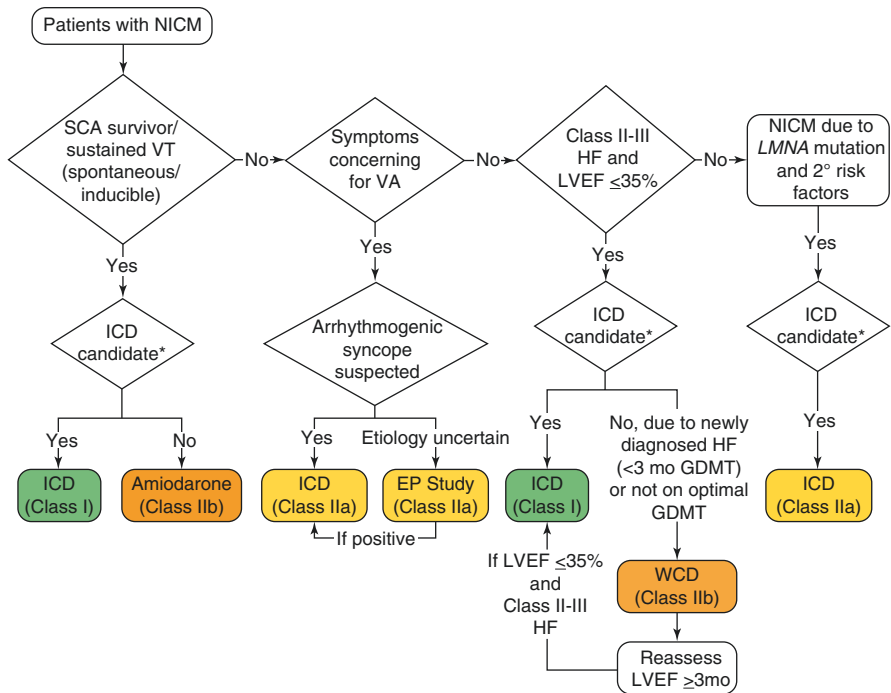 Patients with NICM
SCA survivor/
sustained VT
(spontaneous/
inducible)
No
Symptoms
concerning
for VA
No
Class II-III
HF and
LVEF ≤35%
No
NICM due to
LMNA mutation
and 2° risk
factors
Yes
Yes
Yes
Yes
ICD
candidate*
Arrhythmogenic
syncope
suspected
ICD
candidate*
ICD
candidate*
Yes
No
Yes
Etiology uncertain
Yes
No, due to newly
diagnosed HF
(<3 mo GDMT)
or not on optimal
GDMT
Yes
ICD
(Class I)
Amiodarone
(Class IIb)
ICD
(Class IIa)
EP Study
(Class IIa)
If positive
ICD
(Class I)
ICD
(Class IIa)
If LVEF ≤35%
and
Class II-III
HF
WCD
(Class IIb)
Reassess
LVEF ≥3mo